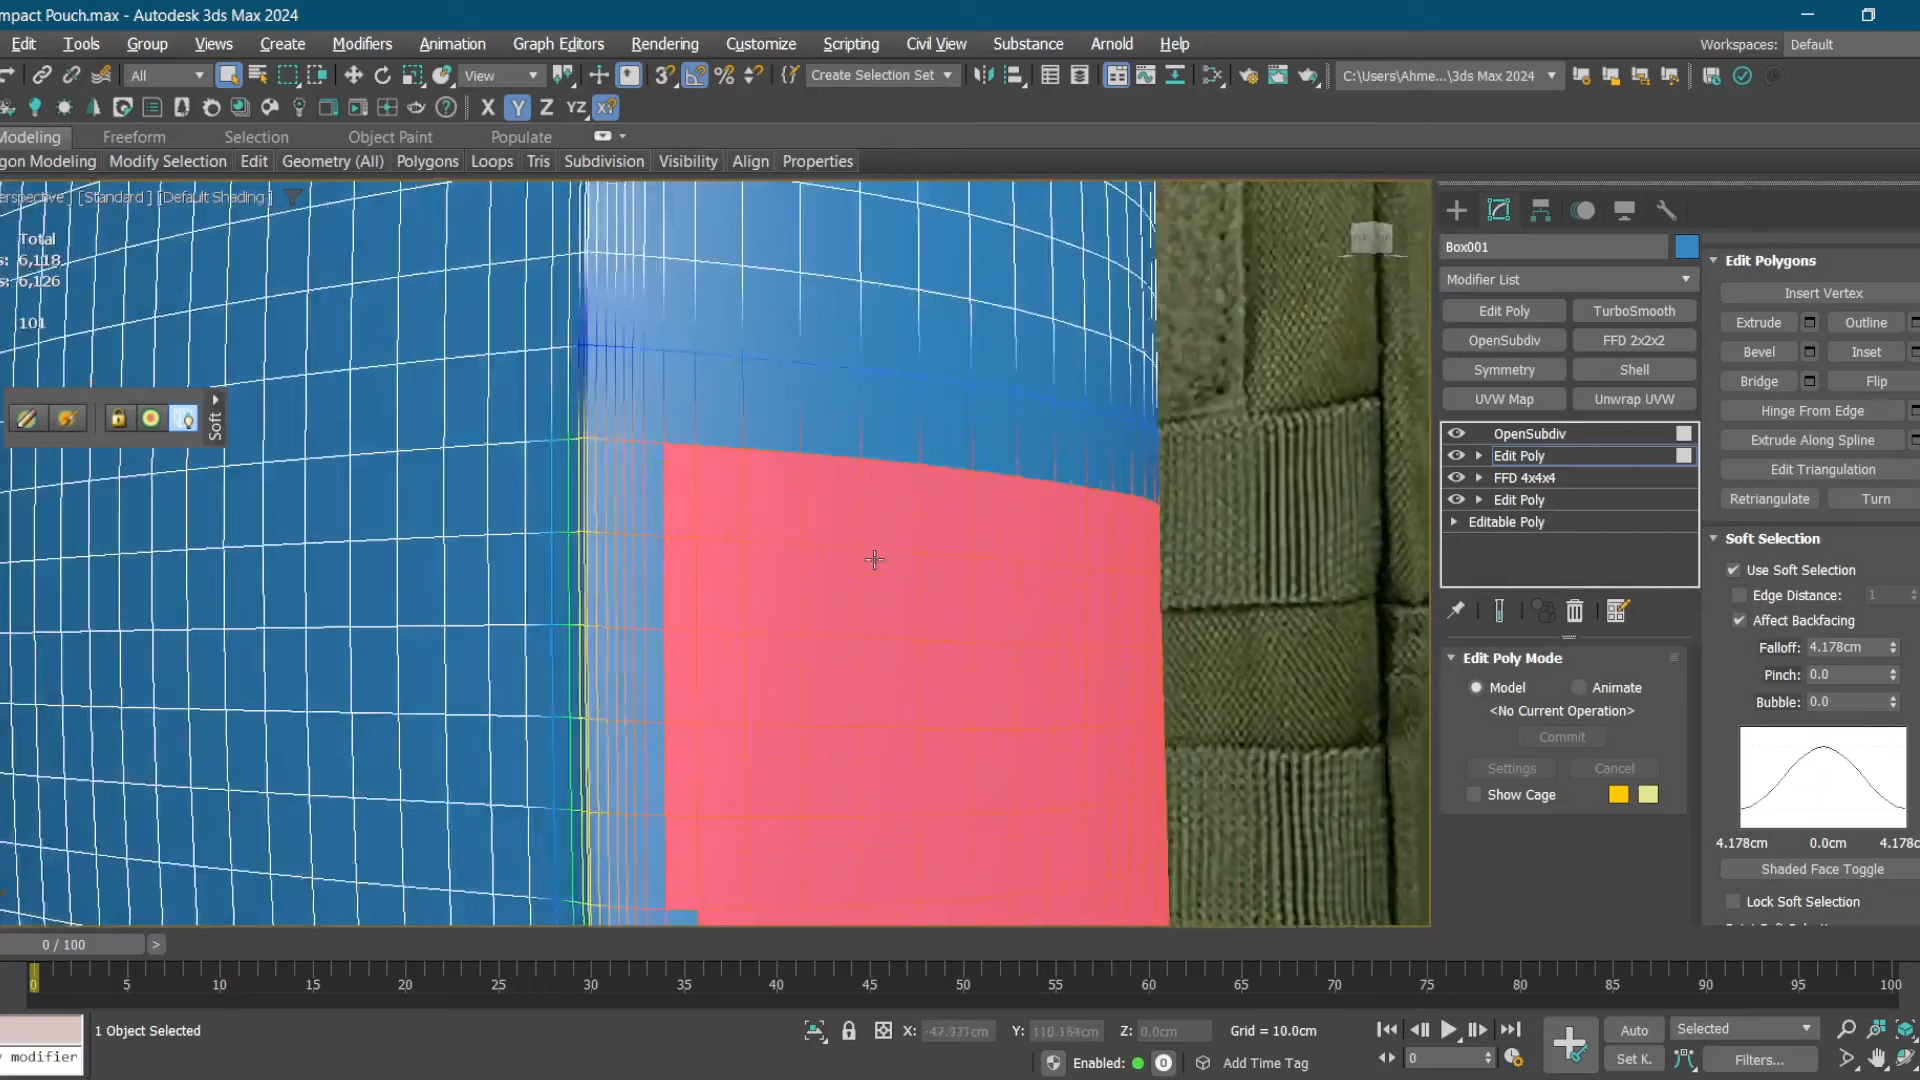 mpact Pouch.max - Autodesk 3ds Max 2024
Edit Tools Group Views Create Modifiers Animation Graph Editors Rendering Customize Scripting Civil View Substance Arnold Help
Workspaces: Default
All View Create Selection Set C:\Users\Ahme...\3ds Max 2024
X Y Z YZ
Modeling Freeform Selection Object Paint Populate
gon Modeling Modify Selection Edit Geometry (All) Polygons Loops Tris Subdivision Visibility Align Properties
erspective ] [Standard ] [Default Shading ]
Total
s: 6,118
s: 6,126
101
Soft
Box001
Modifier List
Edit Poly TurboSmooth
OpenSubdiv FFD 2x2x2
Symmetry Shell
UVW Map Unwrap UVW
OpenSubdiv
Edit Poly
FFD 4x4x4
Edit Poly
Editable Poly
Edit Poly Mode
Model Animate
<No Current Operation>
Commit
Settings Cancel
Show Cage
Edit Polygons
Insert Vertex
Extrude Outline
Bevel Inset
Bridge Flip
Hinge From Edge
Extrude Along Spline
Edit Triangulation
Retriangulate Turn
Soft Selection
Use Soft Selection
Edge Distance: 1
Affect Backfacing
Falloff: 4.178cm
Pinch: 0.0
Bubble: 0.0
4.178cm 0.0cm 4.178c
Shaded Face Toggle
Lock Soft Selection
0 / 100 >
0 5 10 15 20 25 30 35 40 45 50 55 60 65 70 75 80 85 90 95 100
1 Object Selected
X: -47.937cm Y: 110.164cm Z: 0.0cm Grid = 10.0cm
Auto Selected
modifier
Enabled: 0 Add Time Tag
0
Set K. Filters...